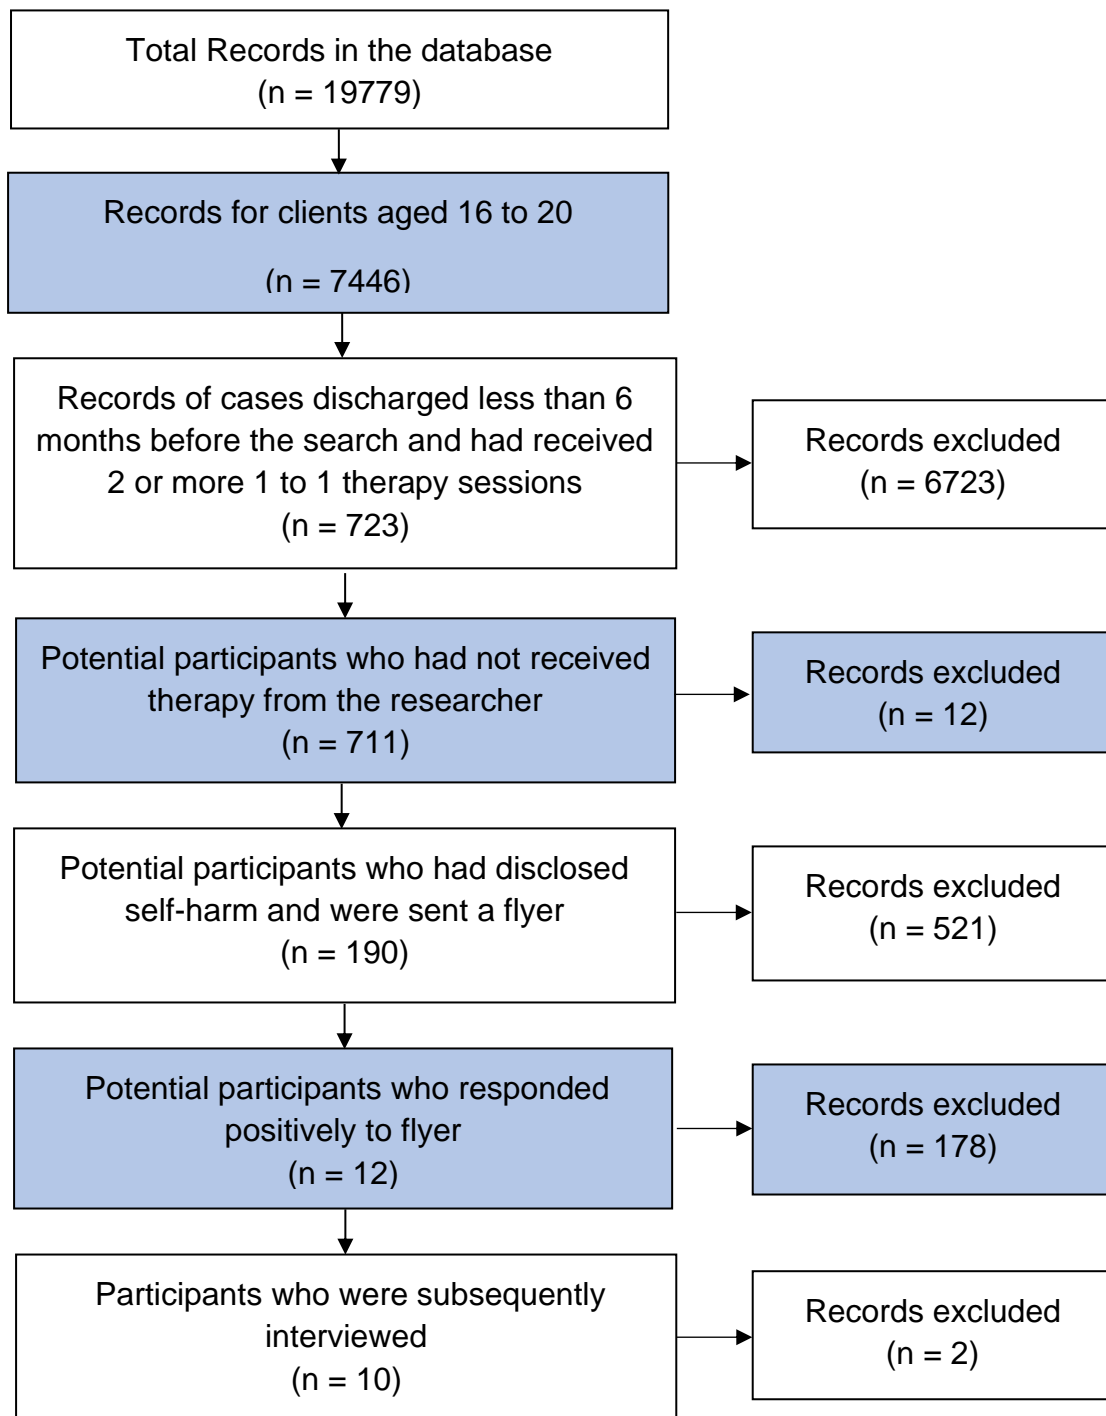 Total Records in the database
(n = 19779)
Records for clients aged 16 to 20
(n = 7446)
Records of cases discharged less than 6
months before the search and had received
2 or more 1 to 1 therapy sessions
(n = 723)
Records excluded
(n = 6723)
Potential participants who had not received
therapy from the researcher
(n = 711)
Records excluded
(n = 12)
Potential participants who had disclosed
self-harm and were sent a flyer
(n = 190)
Records excluded
(n = 521)
Potential participants who responded
positively to flyer
(n = 12)
Records excluded
(n = 178)
Participants who were subsequently
interviewed
(n = 10)
Records excluded
(n = 2)